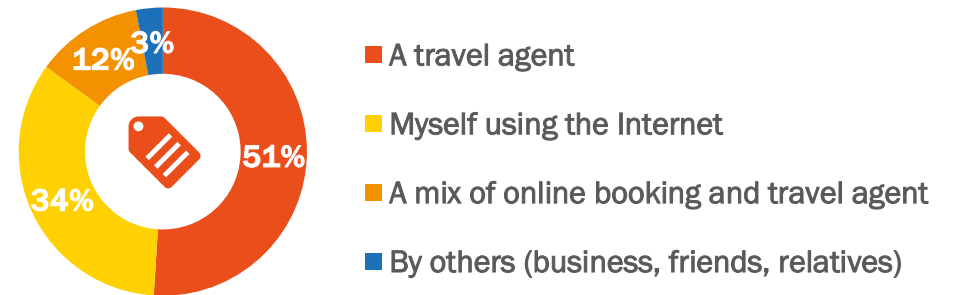 3%
12%
51%
34%
A travel agent
Myself using the Internet
A mix of online booking and travel agent
By others (business, friends, relatives)